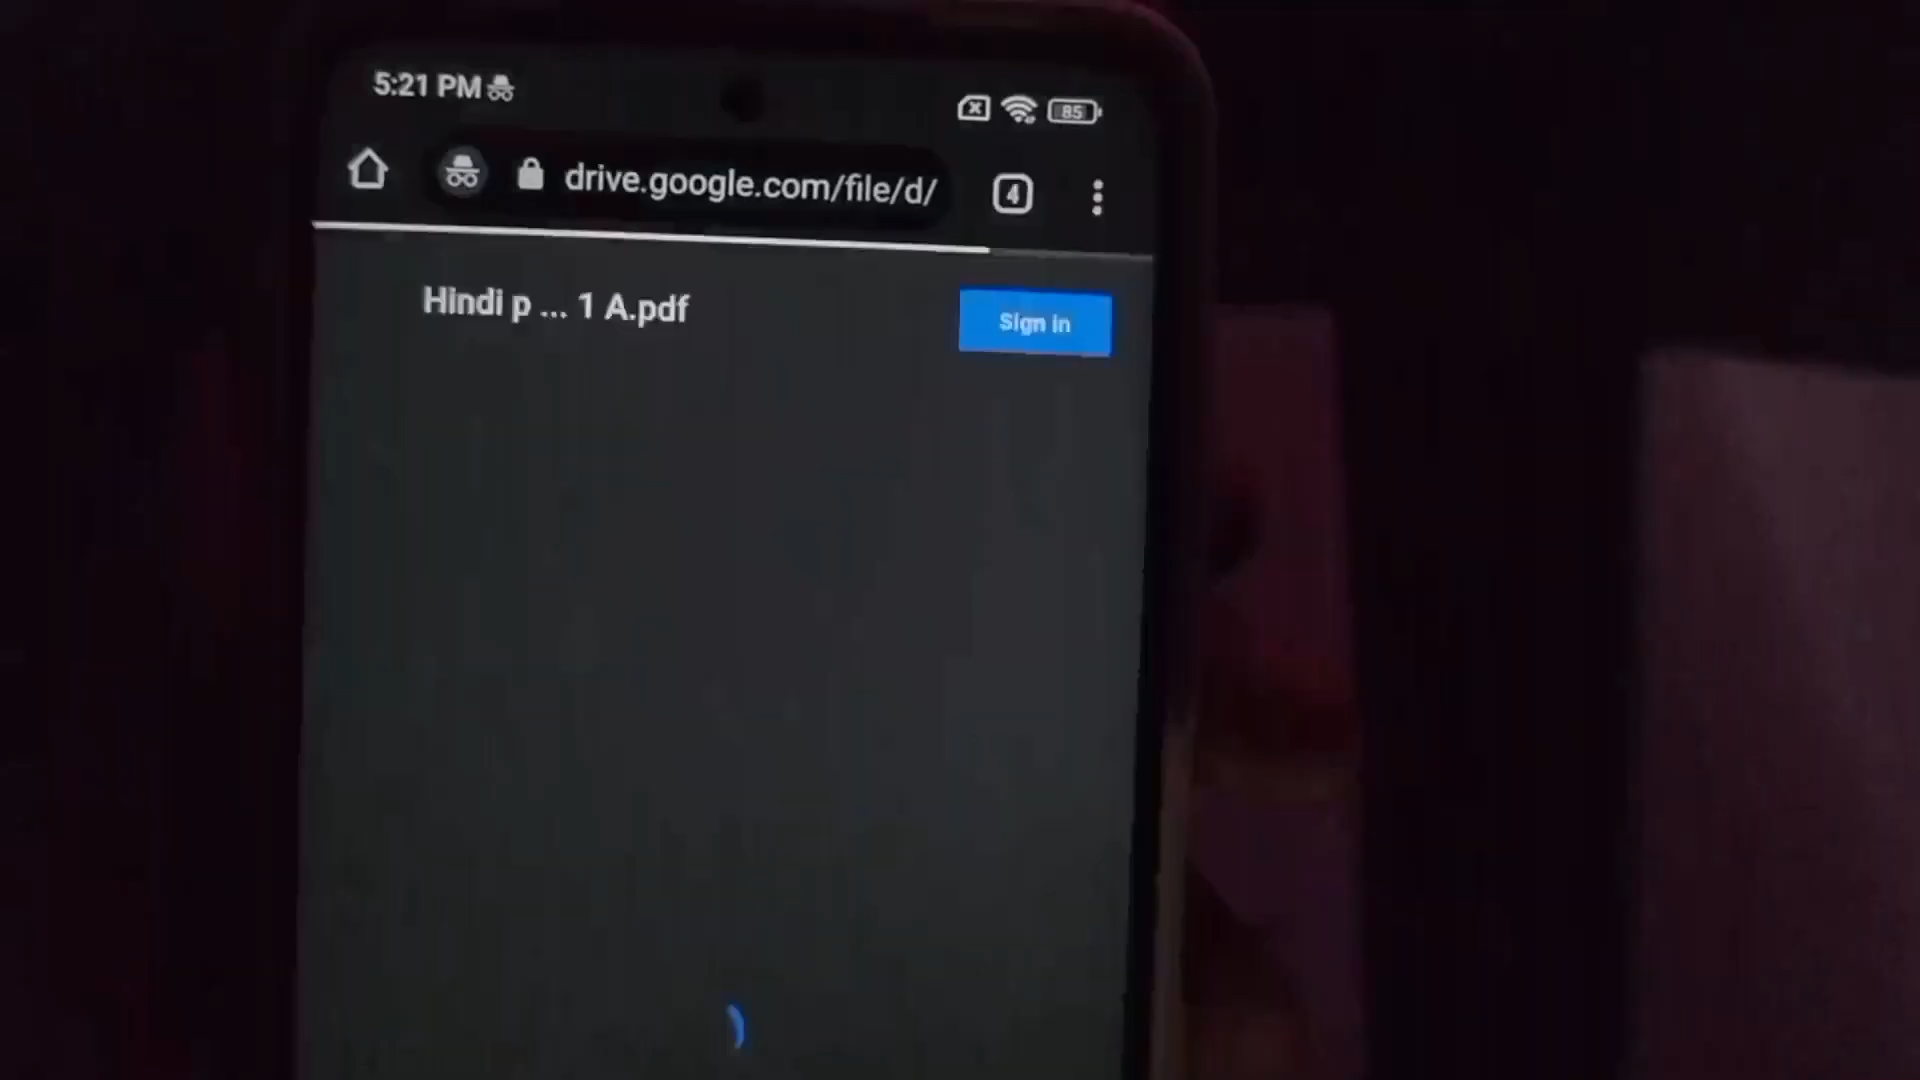 5:21 PM
85
drive.google.com/file/d/
4
Hindi p ... 1 A.pdf
Sign in